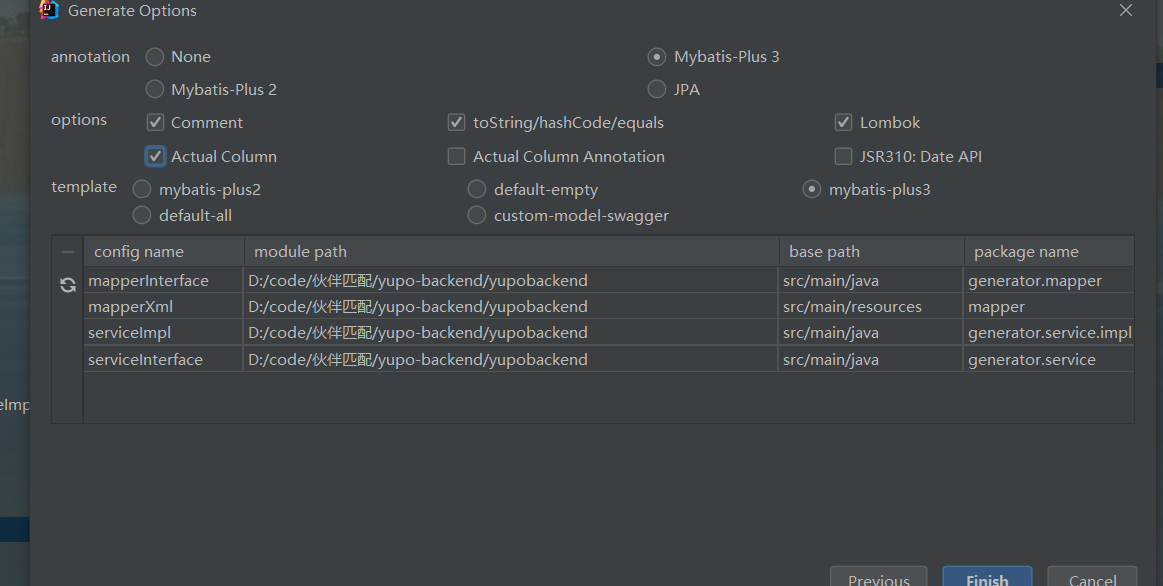 Generate Options
annotation None Mybatis-Plus 3
Mybatis-Plus 2 JPA
options Comment toString/hashCode/equals Lombok
Actual Column Actual Column Annotation JSR310: Date API
template mybatis-plus2 default-empty mybatis-plus3
default-all custom-model-swagger
config name module path base path package name
mapperInterface D:/code/伙伴匹配/yupo-backend/yupobackend src/main/java generator.mapper
mapperXml D:/code/伙伴匹配/yupo-backend/yupobackend src/main/resources mapper
serviceImpl D:/code/伙伴匹配/yupo-backend/yupobackend src/main/java generator.service.impl
serviceInterface D:/code/伙伴匹配/yupo-backend/yupobackend src/main/java generator.service
eImp
Previous Finish Cancel